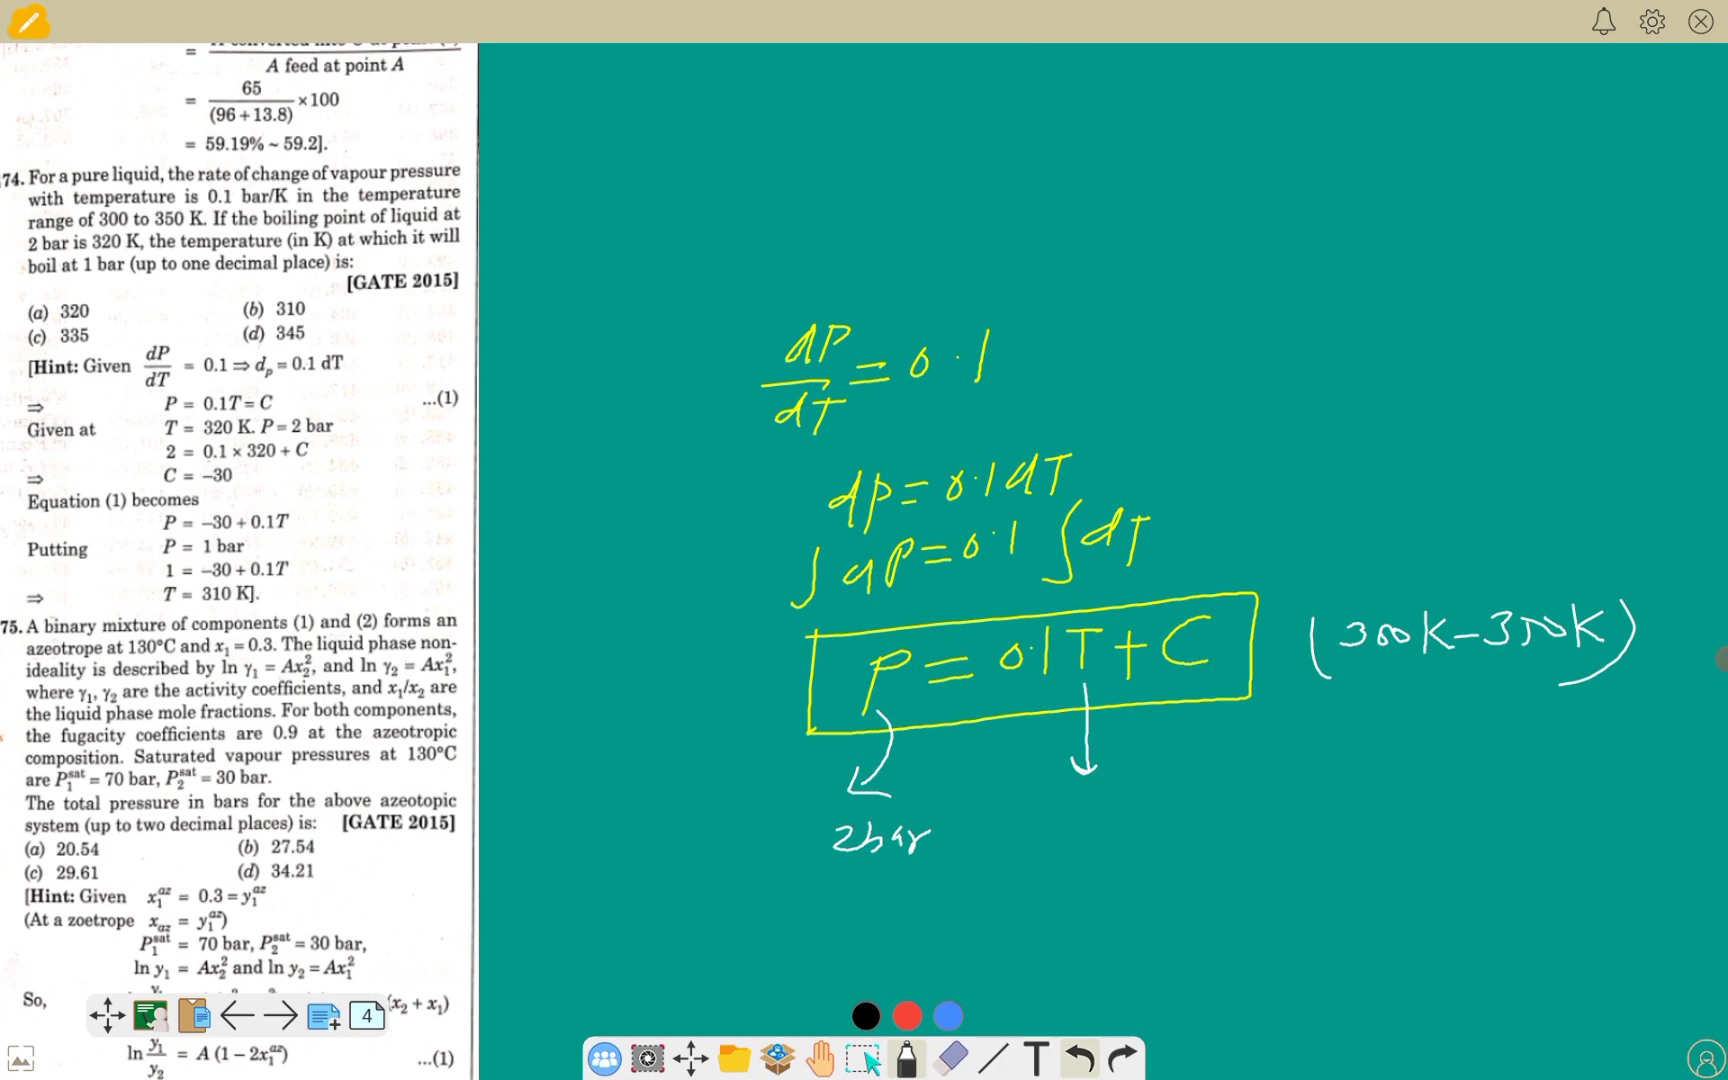 =
A feed at point A
= 65 / (96 + 13.8) × 100
= 59.19% ~ 59.2].
74. For a pure liquid, the rate of change of vapour pressure
with temperature is 0.1 bar/K in the temperature
range of 300 to 350 K. If the boiling point of liquid at
2 bar is 320 K, the temperature (in K) at which it will
boil at 1 bar (up to one decimal place) is:
[GATE 2015]
(a) 320 (b) 310
(c) 335 (d) 345
[Hint: Given dP/dT = 0.1 ⇒ d_p = 0.1 dT
⇒ P = 0.1T = C ...(1)
Given at T = 320 K. P = 2 bar
2 = 0.1 × 320 + C
⇒ C = –30
Equation (1) becomes
P = –30 + 0.1T
Putting P = 1 bar
1 = –30 + 0.1T
⇒ T = 310 K].
75. A binary mixture of components (1) and (2) forms an
azeotrope at 130°C and x₁ = 0.3. The liquid phase non-
ideality is described by ln γ₁ = Ax₂², and ln γ₂ = Ax₁²,
where γ₁, γ₂ are the activity coefficients, and x₁/x₂ are
the liquid phase mole fractions. For both components,
the fugacity coefficients are 0.9 at the azeotropic
composition. Saturated vapour pressures at 130°C
are P₁^sat = 70 bar, P₂^sat = 30 bar.
The total pressure in bars for the above azeotopic
system (up to two decimal places) is: [GATE 2015]
(a) 20.54 (b) 27.54
(c) 29.61 (d) 34.21
[Hint: Given x₁^az = 0.3 = y₁^az
(At a zoetrope x_az = y₁^az)
P₁^sat = 70 bar, P₂^sat = 30 bar,
ln y₁ = Ax₂² and ln y₂ = Ax₁²
So, (x₂ + x₁)
4
ln y₁/y₂ = A (1 – 2x₁^az) ...(1)
dP/dT = 0.1
dP = 0.1 dT
∫ dP = 0.1 ∫ dT
P = 0.1T + C (300K–350K)
2bar
T